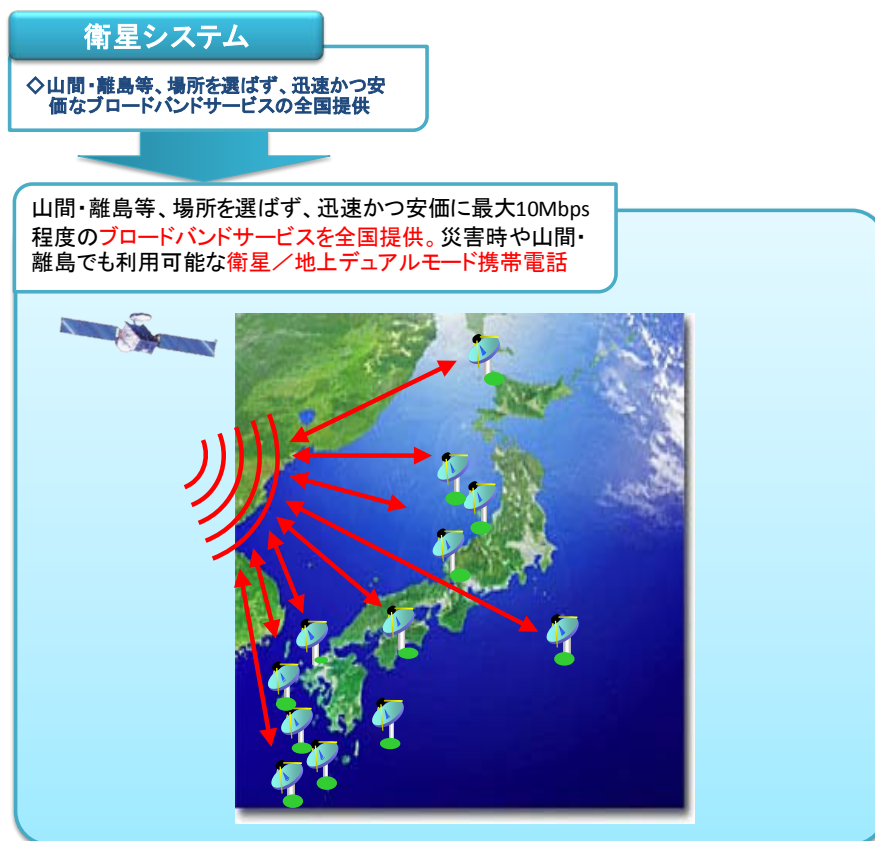 衛星システム
◇山間・離島等、場所を選ばず、迅速かつ安
価なブロードバンドサービスの全国提供
山間・離島等、場所を選ばず、迅速かつ安価に最大10Mbps
程度のブロードバンドサービスを全国提供。災害時や山間・
離島でも利用可能な衛星／地上デュアルモード携帯電話